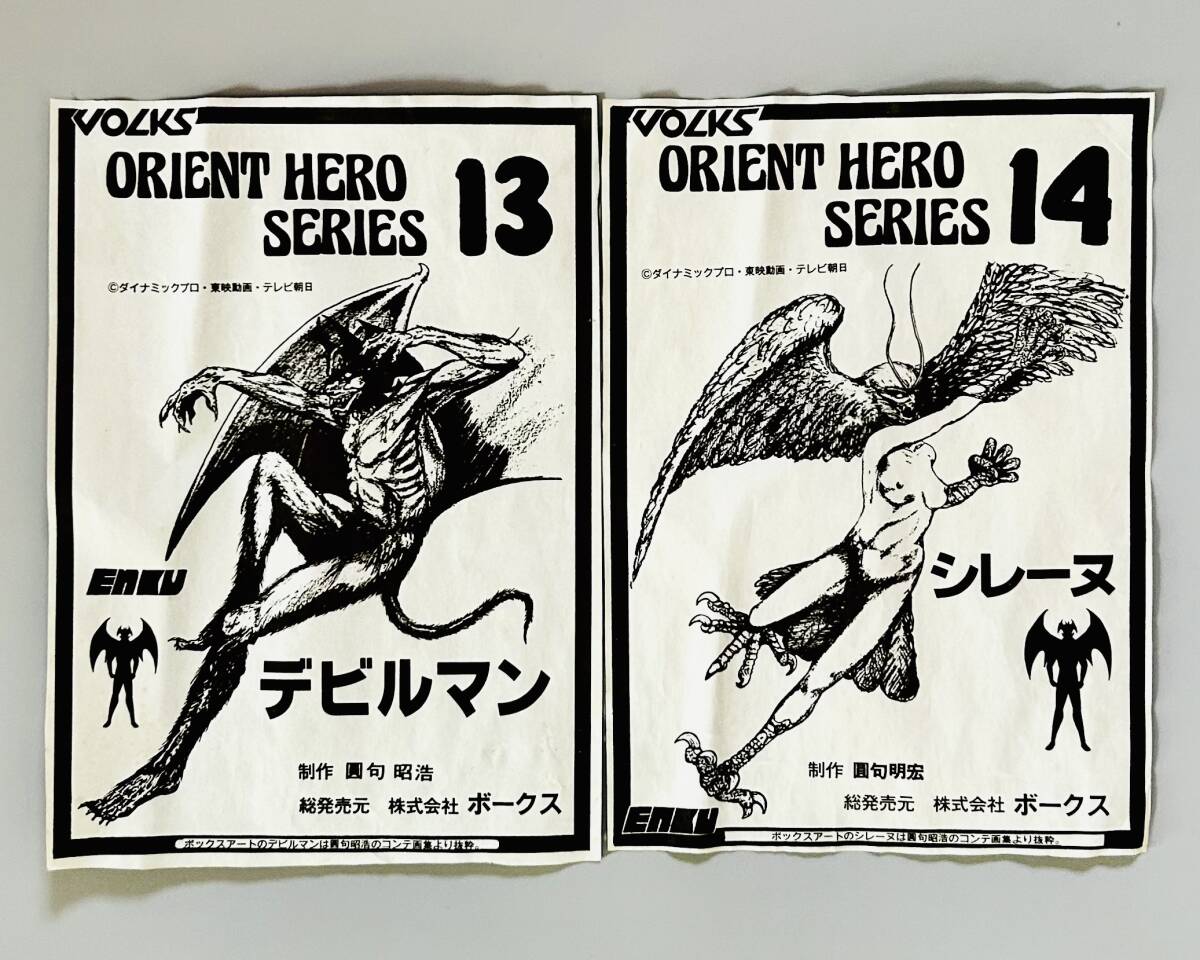 VOLKS
ORIENT HERO
SERIES 13
©ダイナミックプロ・東映動画・テレビ朝日
ENKU
デビルマン
制作 圓句 昭浩
総発売元 株式会社 ボークス
ボックスアートのデビルマンは圓句昭浩のコンテ画集より抜粋。
VOLKS
ORIENT HERO
SERIES 14
©ダイナミックプロ・東映動画・テレビ朝日
シレーヌ
制作 圓句明宏
総発売元 株式会社 ボークス
ENKU
ボックスアートのシレーヌは圓句昭浩のコンテ画集より抜粋。